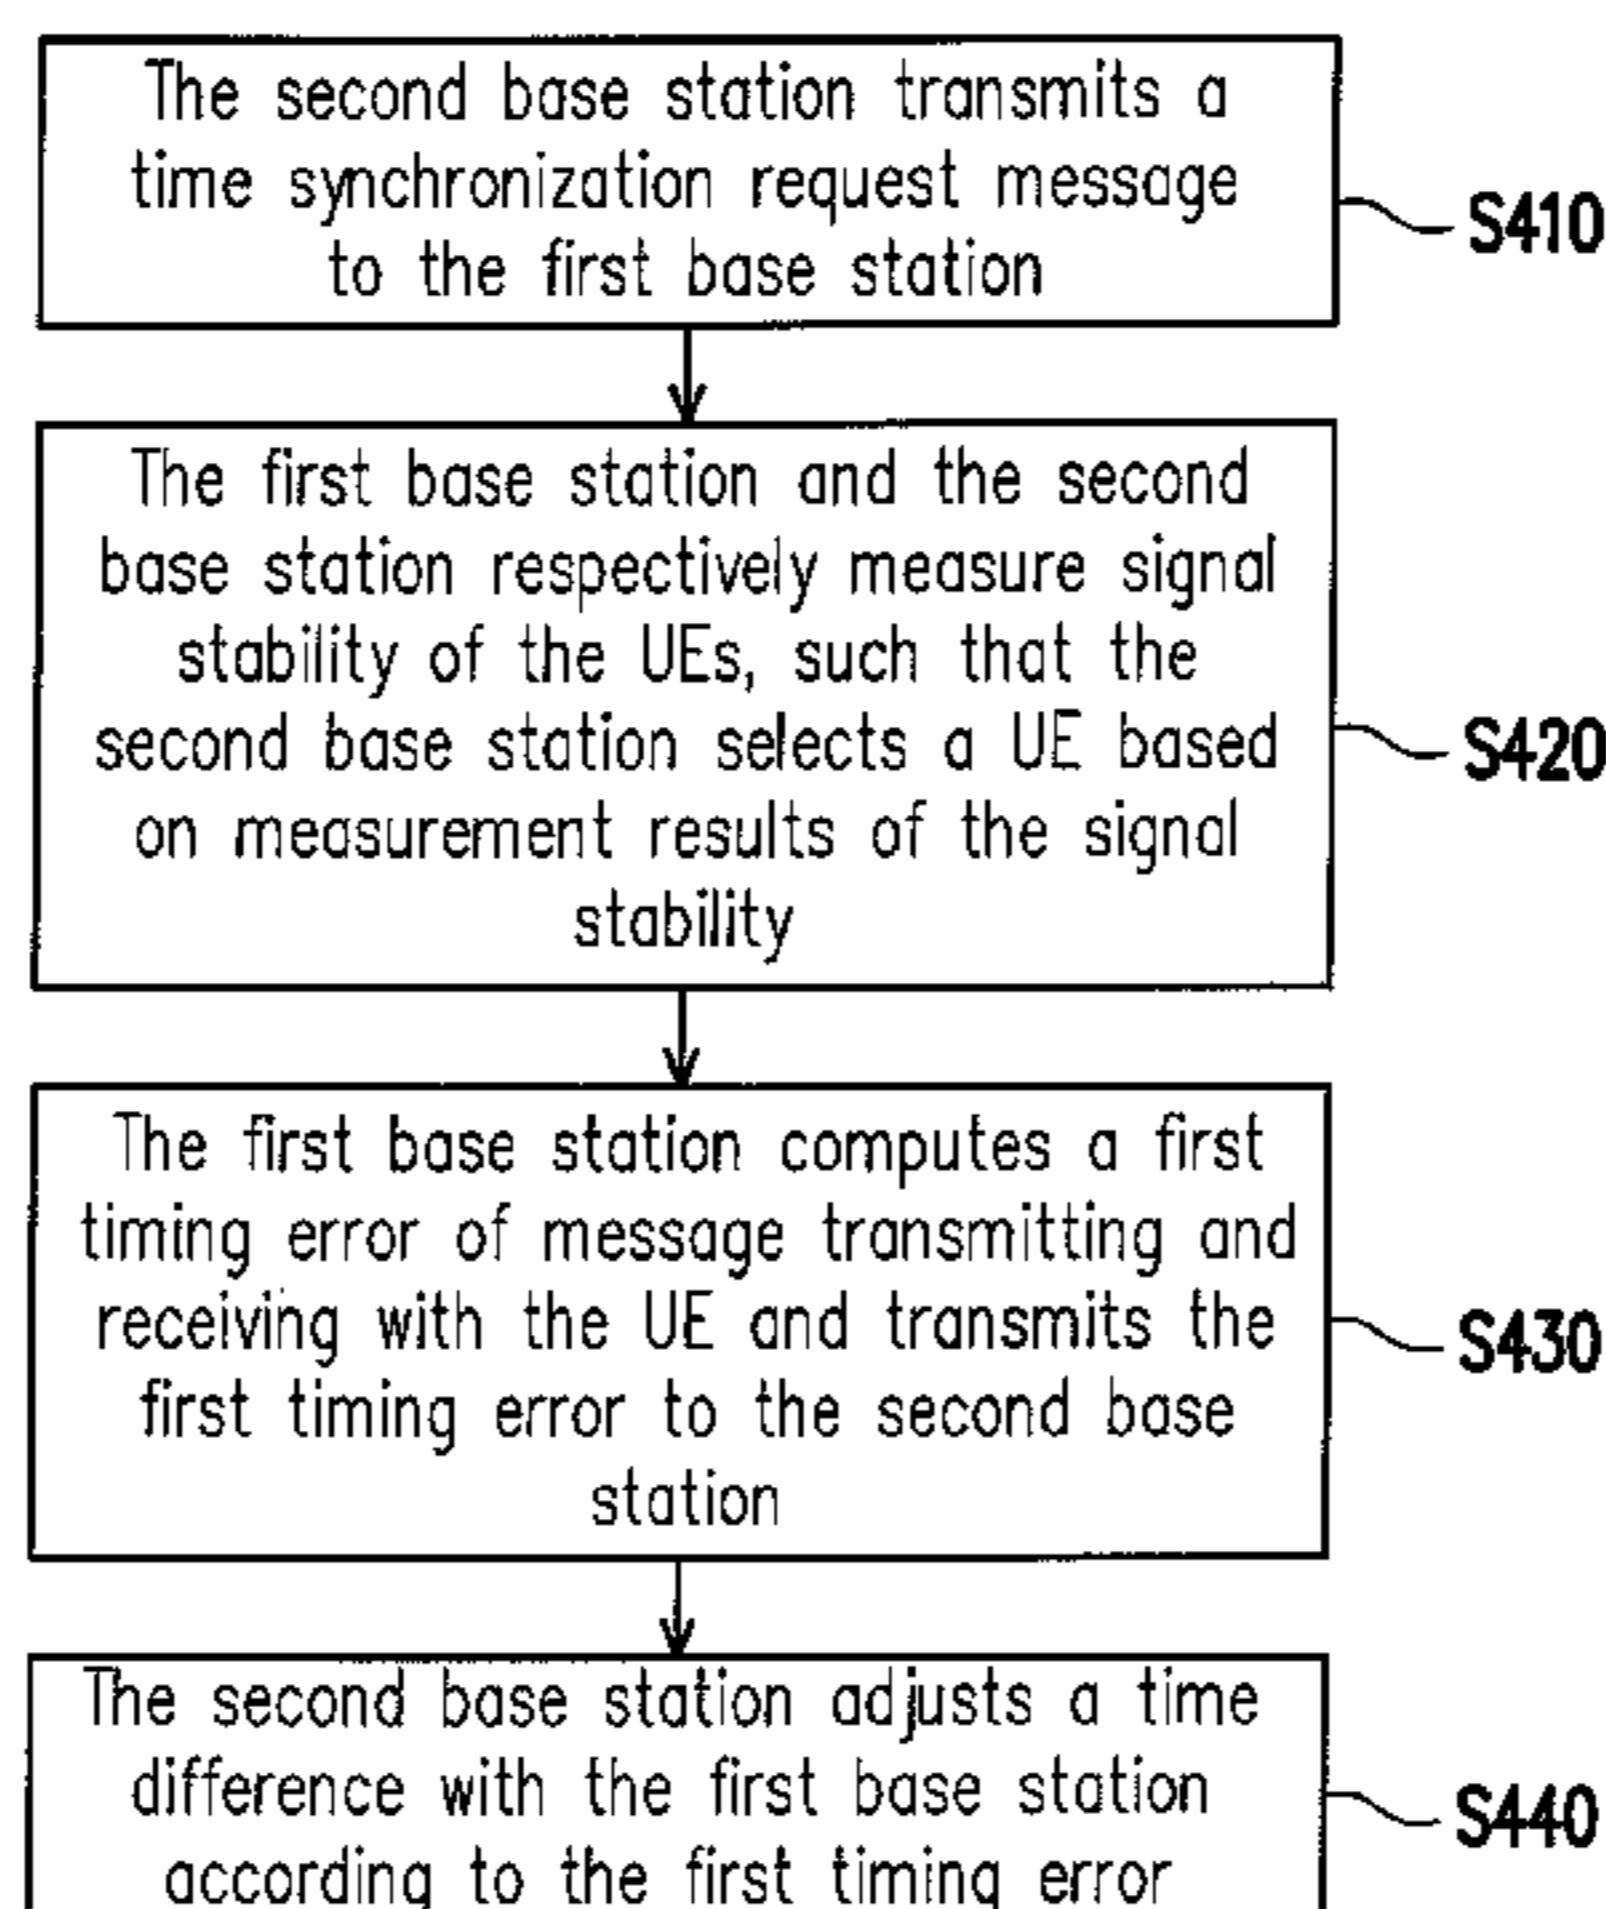 The second base station transmits a
time synchronization request message
to the first base station
S410
The first base station and the second
base station respectively measure signal
stability of the UEs, such that the
second base station selects a UE based
on measurement results of the signal
stability
S420
The first base station computes a first
timing error of message transmitting and
receiving with the UE and transmits the
first timing error to the second base
station
S430
The second base station adjusts a time
difference with the first base station
according to the first timing error
S440